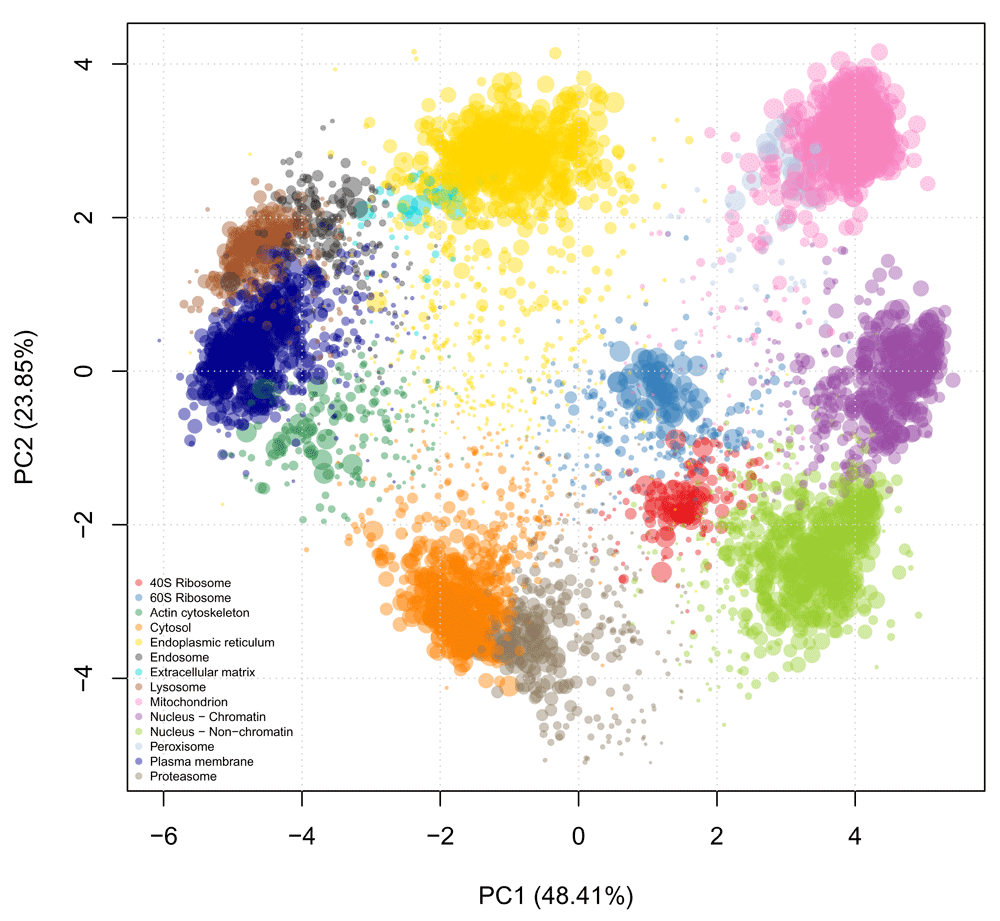 4
2
0
−2
−4
PC2 (23.85%)
40S Ribosome
60S Ribosome
Actin cytoskeleton
Cytosol
Endoplasmic reticulum
Endosome
Extracellular matrix
Lysosome
Mitochondrion
Nucleus − Chromatin
Nucleus − Non−chromatin
Peroxisome
Plasma membrane
Proteasome
−6 −4 −2 0 2 4
PC1 (48.41%)